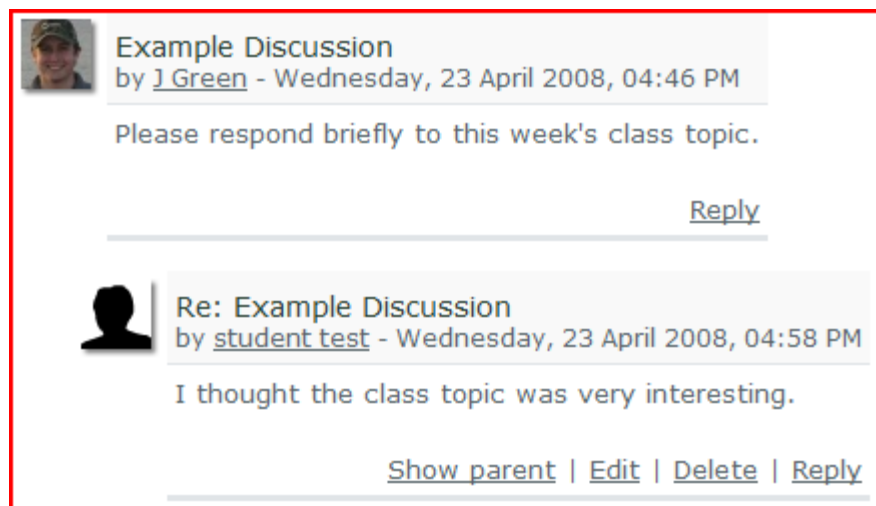 Example Discussion
by J Green - Wednesday, 23 April 2008, 04:46 PM
Please respond briefly to this week's class topic.
Reply
Re: Example Discussion
by student test - Wednesday, 23 April 2008, 04:58 PM
I thought the class topic was very interesting.
Show parent | Edit | Delete | Reply